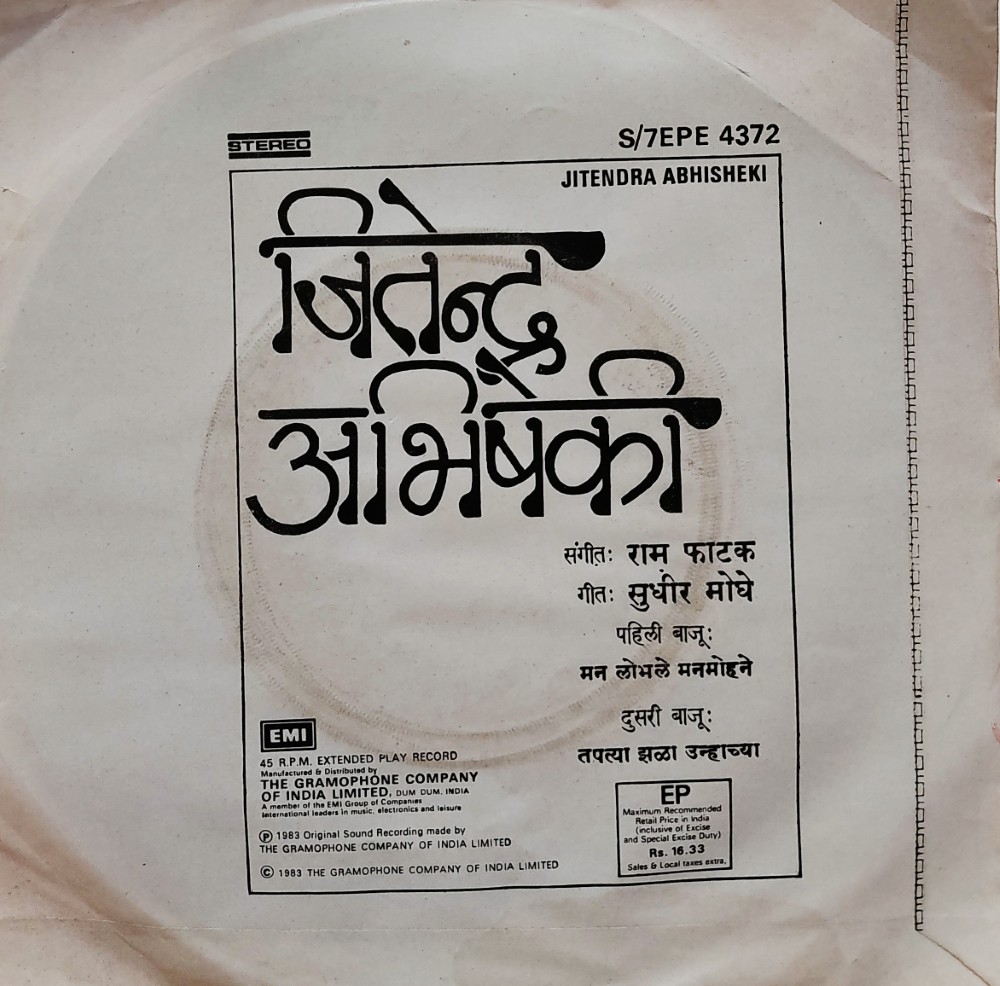 STEREO
S/7EPE 4372
JITENDRA ABHISHEKI
जितेन्द्र
अभिषेकी
संगीत: राम फाटक
गीत: सुधीर मोघे
पहिली बाजू:
मन लोभले मनमोहने
दुसरी बाजू:
तपत्या झळा उन्हाच्या
EMI
45 R.P.M. EXTENDED PLAY RECORD
Manufactured & Distributed by
THE GRAMOPHONE COMPANY
OF INDIA LIMITED, DUM DUM, INDIA
A member of the EMI Group of Companies
International leaders in music, electronics and leisure
Ⓟ 1983 Original Sound Recording made by
THE GRAMOPHONE COMPANY OF INDIA LIMITED
© 1983 THE GRAMOPHONE COMPANY OF INDIA LIMITED
EP
Maximum Recommended
Retail Price in India
(inclusive of Excise
and Special Excise Duty)
Rs. 16.33
Sales & Local taxes extra.